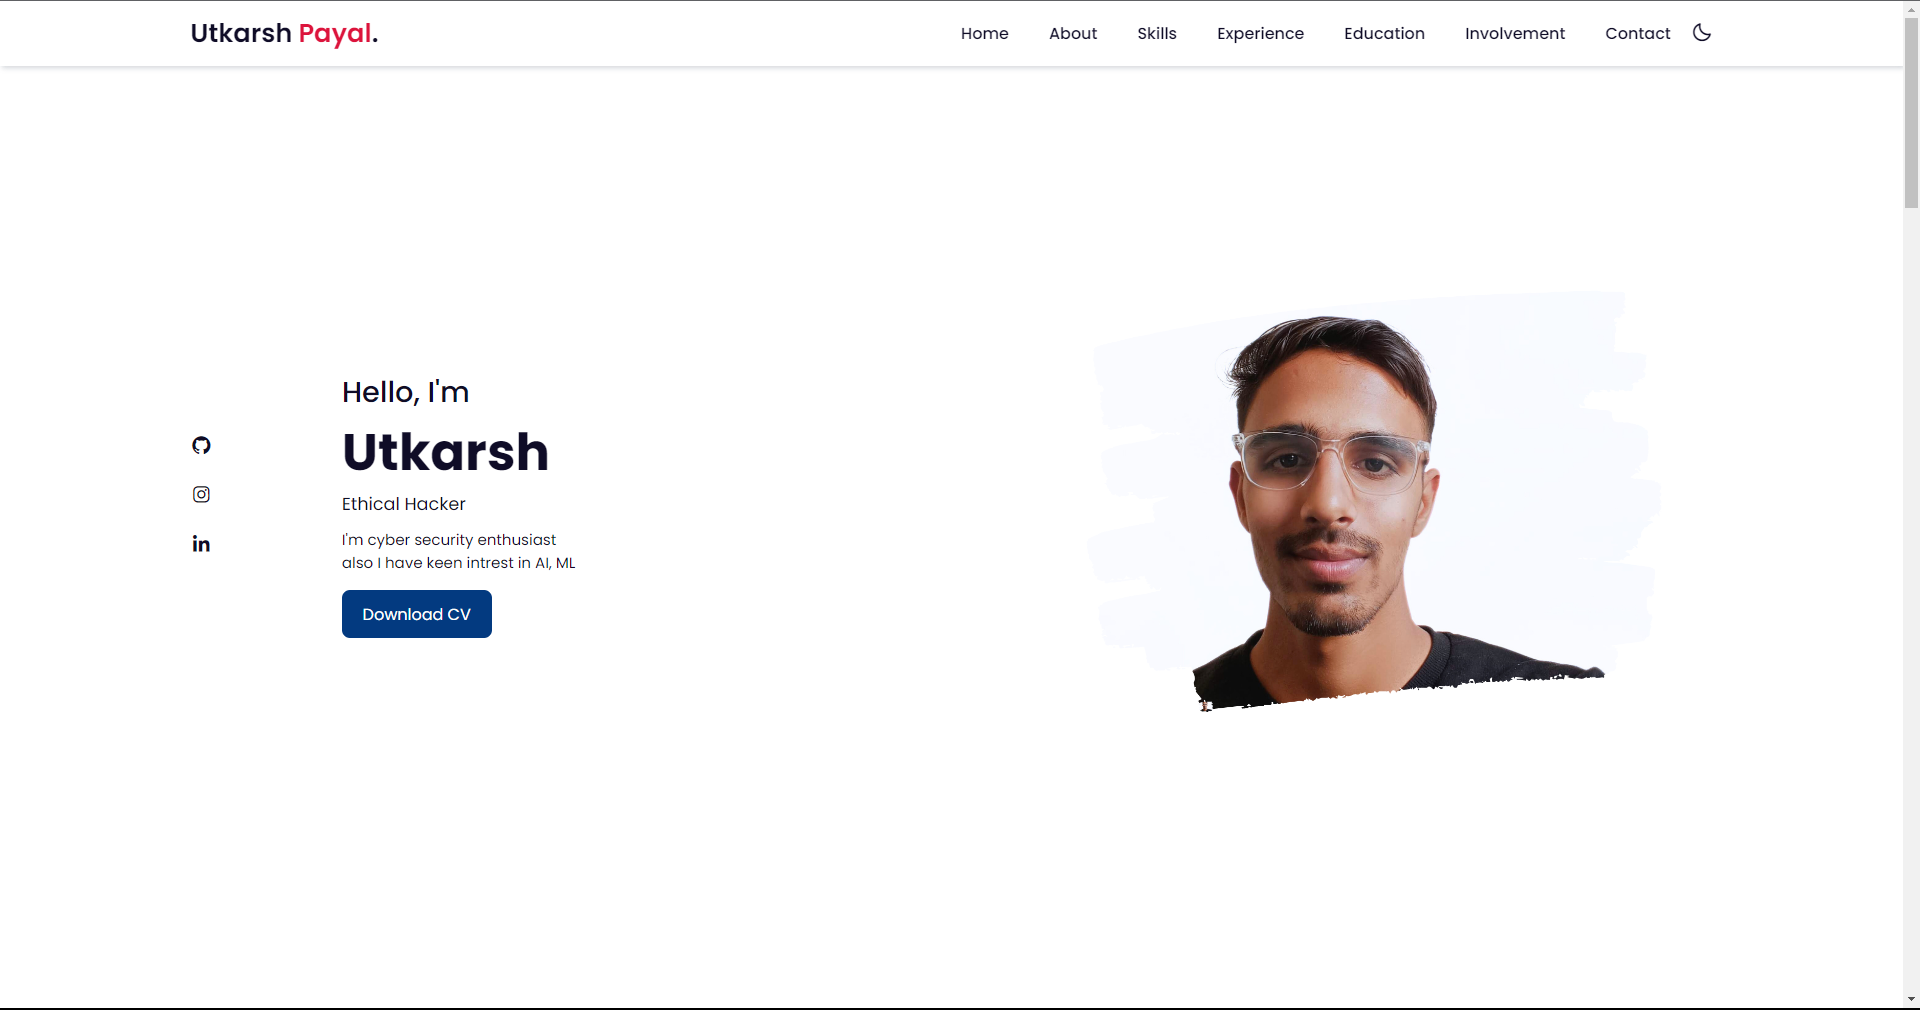 Utkarsh Payal.
Home About Skills Experience Education Involvement Contact
Hello, I'm
Utkarsh
Ethical Hacker
I'm cyber security enthusiast
also I have keen intrest in AI, ML
Download CV